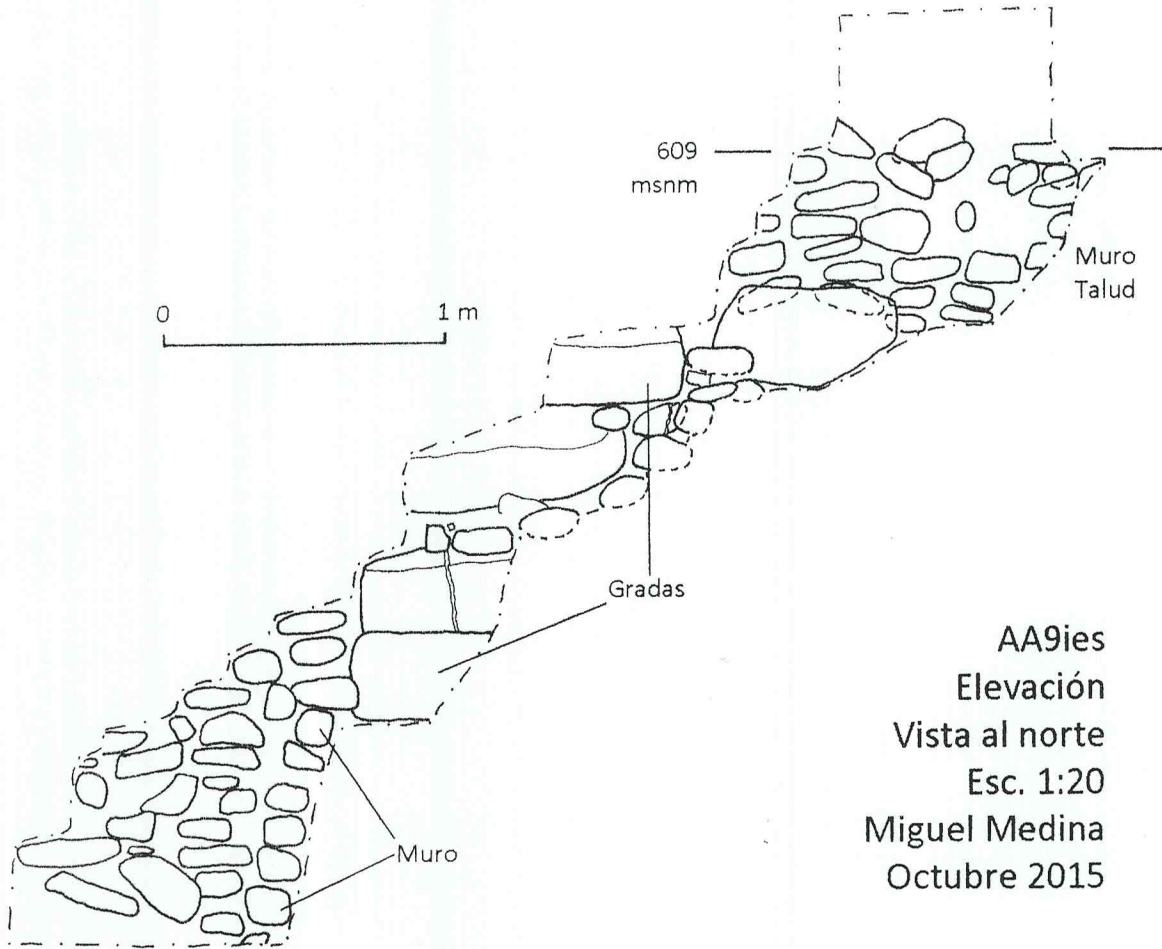 609
msnm
Muro
Talud
0 1 m
Gradas
AA9ies
Elevación
Vista al norte
Esc. 1:20
Miguel Medina
Octubre 2015
Muro